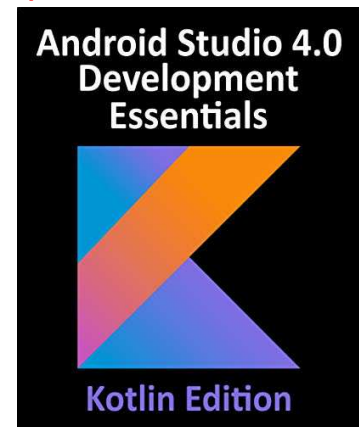 Android Studio 4.0
Development
Essentials
Kotlin Edition